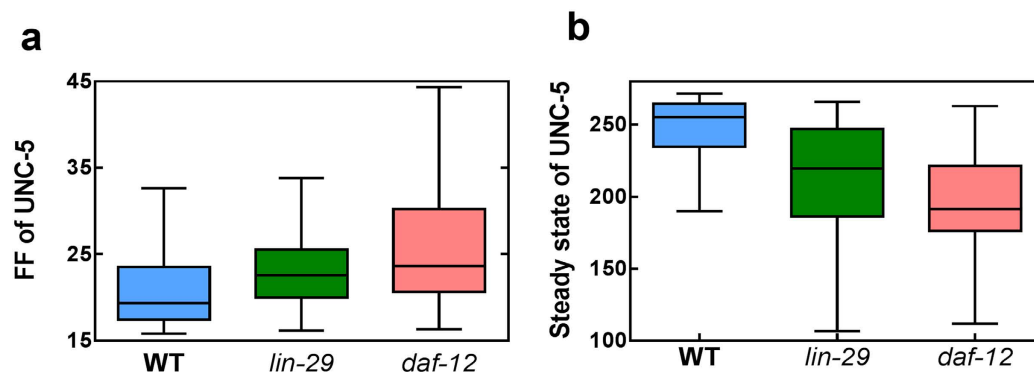 a
FF of UNC-5
45
35
25
15
WT
lin-29
daf-12
b
Steady state of UNC-5
250
200
150
100
WT
lin-29
daf-12